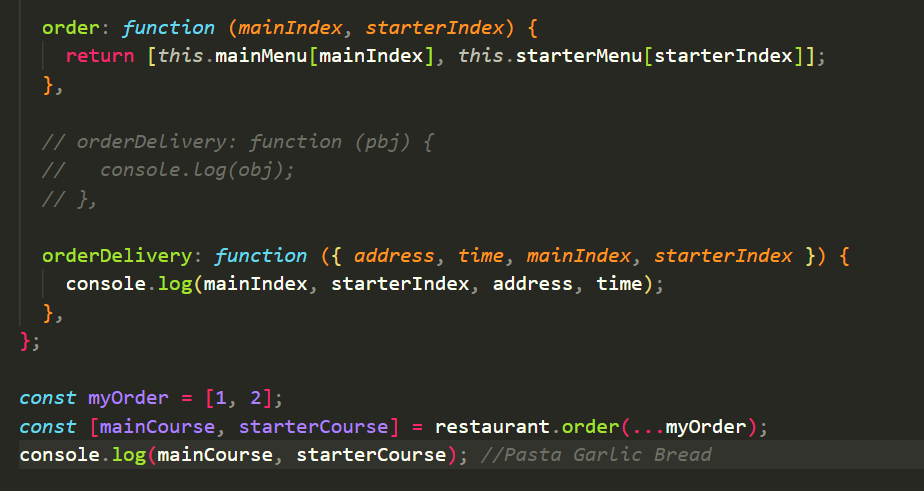 order: function (mainIndex, starterIndex) {
return [this.mainMenu[mainIndex], this.starterMenu[starterIndex]];
},
// orderDelivery: function (pbj) {
//   console.log(obj);
// },
orderDelivery: function ({ address, time, mainIndex, starterIndex }) {
console.log(mainIndex, starterIndex, address, time);
},
};
const myOrder = [1, 2];
const [mainCourse, starterCourse] = restaurant.order(...myOrder);
console.log(mainCourse, starterCourse); //Pasta Garlic Bread